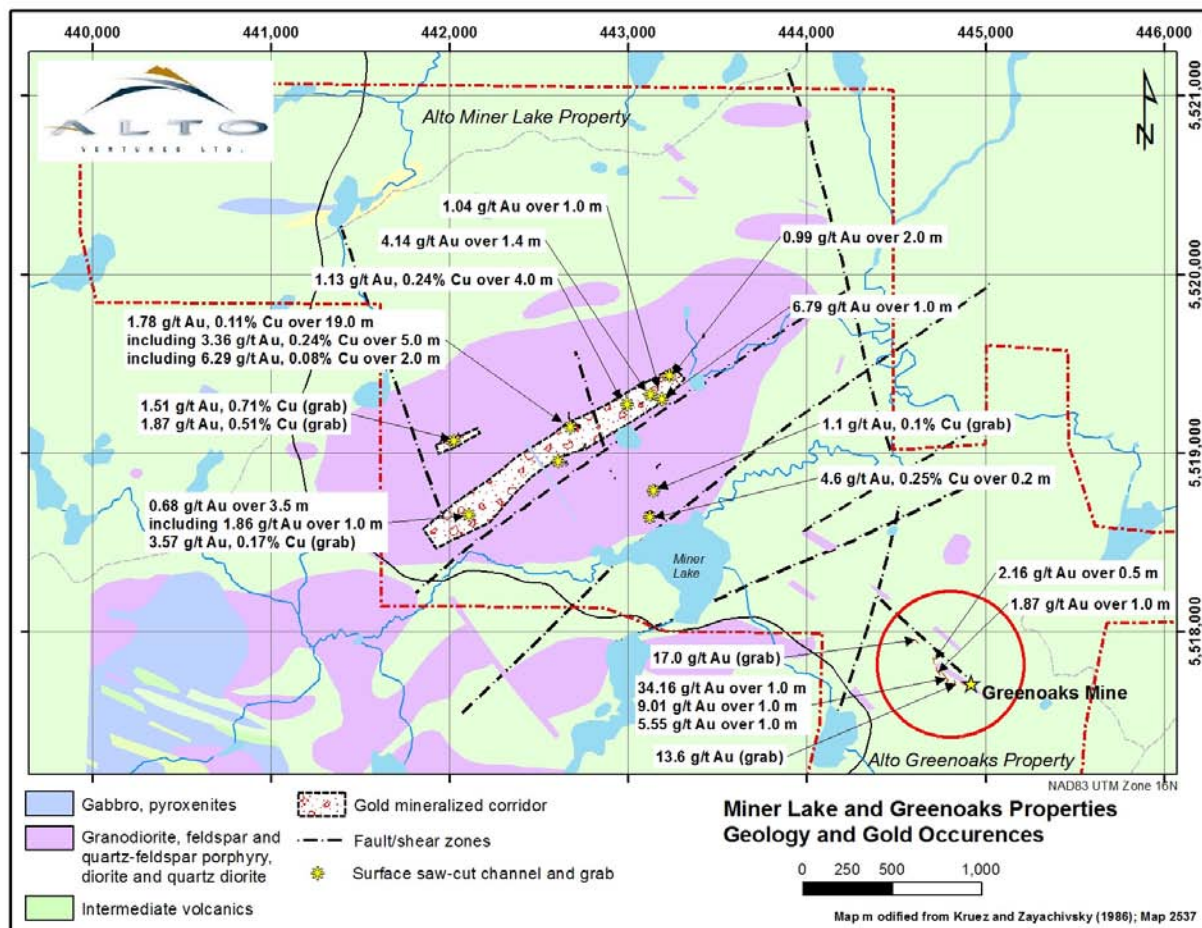 440,000
441,000
442,000
443,000
444,000
445,000
446,000
ALTO
VENTURES LTD.
Alto Miner Lake Property
5,521,000
N
1.04 g/t Au over 1.0 m
4.14 g/t Au over 1.4 m
0.99 g/t Au over 2.0 m
1.13 g/t Au, 0.24% Cu over 4.0 m
5,520,000
6.79 g/t Au over 1.0 m
1.78 g/t Au, 0.11% Cu over 19.0 m
including 3.36 g/t Au, 0.24% Cu over 5.0 m
including 6.29 g/t Au, 0.08% Cu over 2.0 m
1.51 g/t Au, 0.71% Cu (grab)
1.87 g/t Au, 0.51% Cu (grab)
1.1 g/t Au, 0.1% Cu (grab)
5,519,000
4.6 g/t Au, 0.25% Cu over 0.2 m
0.68 g/t Au over 3.5 m
including 1.86 g/t Au over 1.0 m
3.57 g/t Au, 0.17% Cu (grab)
Miner
Lake
2.16 g/t Au over 0.5 m
1.87 g/t Au over 1.0 m
5,518,000
17.0 g/t Au (grab)
34.16 g/t Au over 1.0 m
9.01 g/t Au over 1.0 m
5.55 g/t Au over 1.0 m
Greenoaks Mine
13.6 g/t Au (grab)
Alto Greenoaks Property
NAD83 UTM Zone 16N
Gabbro, pyroxenites
Granodiorite, feldspar and
quartz-feldspar porphyry,
diorite and quartz diorite
Intermediate volcanics
Gold mineralized corridor
Fault/shear zones
Surface saw-cut channel and grab
Miner Lake and Greenoaks Properties
Geology and Gold Occurences
0 250 500 1,000
Map m odified from Kruez and Zayachivsky (1986); Map 2537